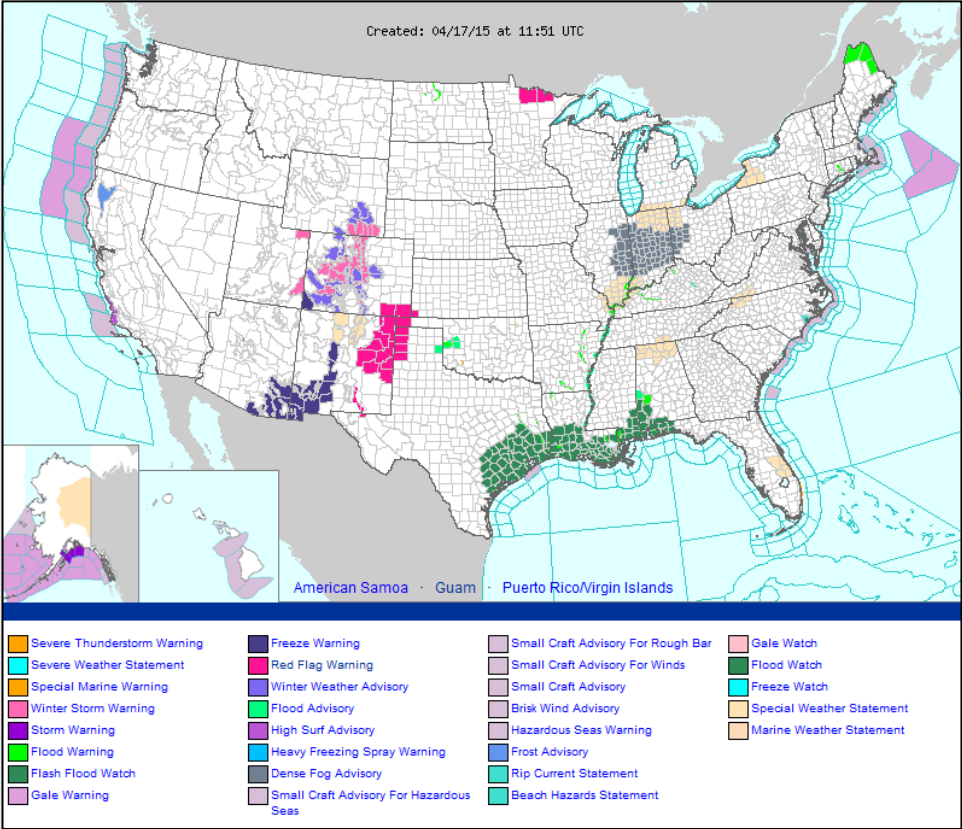 Created: 04/17/15 at 11:51 UTC
American Samoa · Guam · Puerto Rico/Virgin Islands
Severe Thunderstorm Warning
Severe Weather Statement
Special Marine Warning
Winter Storm Warning
Storm Warning
Flood Warning
Flash Flood Watch
Gale Warning
Freeze Warning
Red Flag Warning
Winter Weather Advisory
Flood Advisory
High Surf Advisory
Heavy Freezing Spray Warning
Dense Fog Advisory
Small Craft Advisory For Hazardous
Seas
Small Craft Advisory For Rough Bar
Small Craft Advisory For Winds
Small Craft Advisory
Brisk Wind Advisory
Hazardous Seas Warning
Frost Advisory
Rip Current Statement
Beach Hazards Statement
Gale Watch
Flood Watch
Freeze Watch
Special Weather Statement
Marine Weather Statement